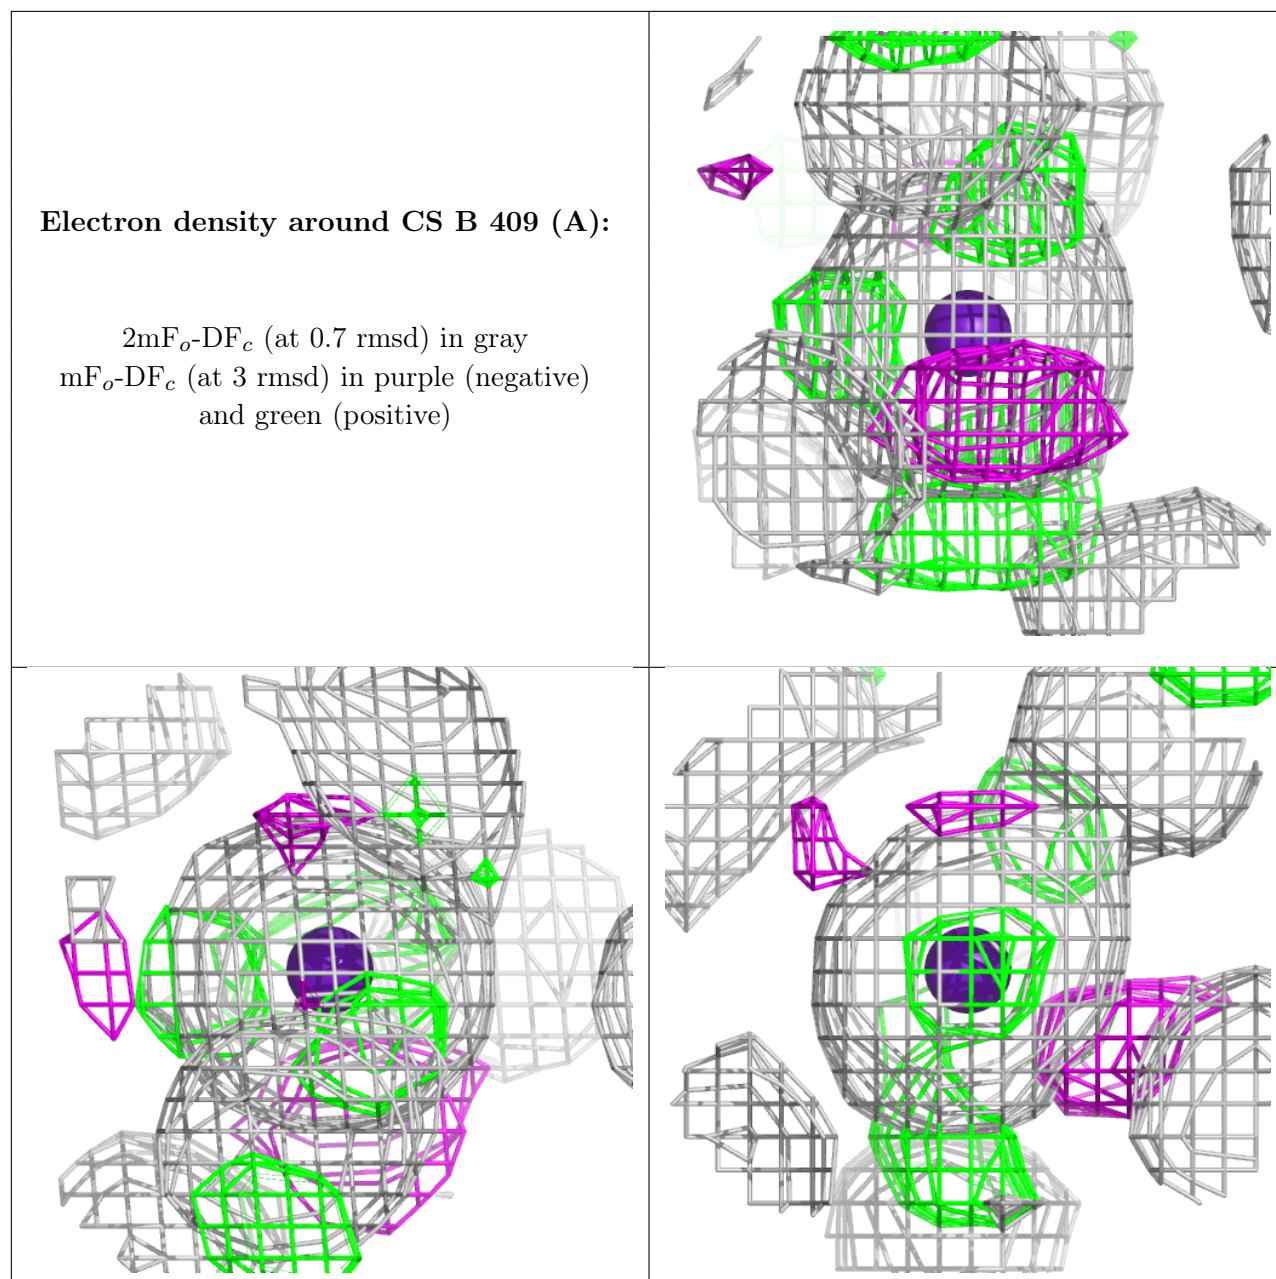 Electron density around CS B 409 (A):
2mFₒ-DF𝒸 (at 0.7 rmsd) in gray
mFₒ-DF𝒸 (at 3 rmsd) in purple (negative)
and green (positive)